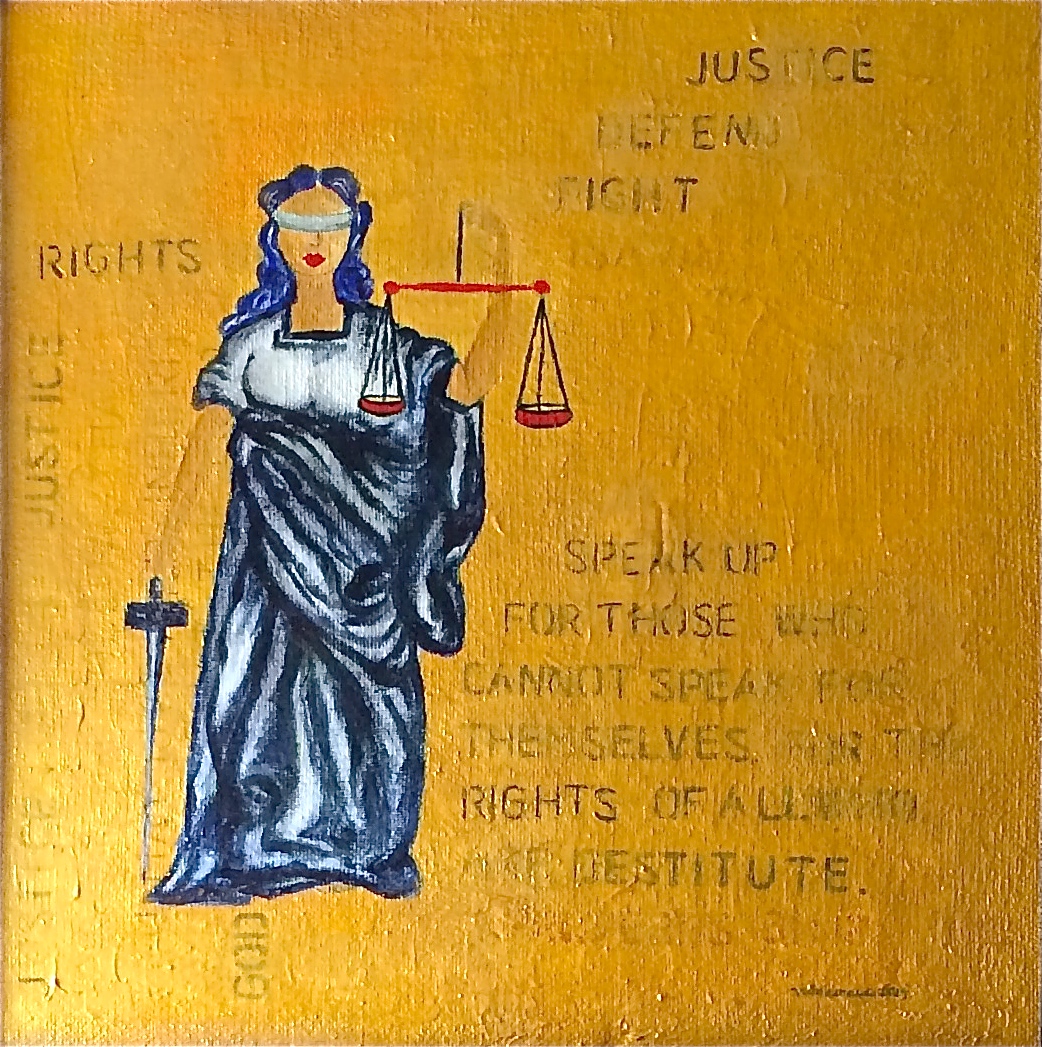 JUSTICE
DEFEND
FIGHT
RIGHTS
JUSTICE
SPEAK UP
FOR THOSE WHO
CANNOT SPEAK FOR
THEMSELVES, FOR THE
RIGHTS OF ALL WHO
ARE DESTITUTE.
JUSTICE
GOD